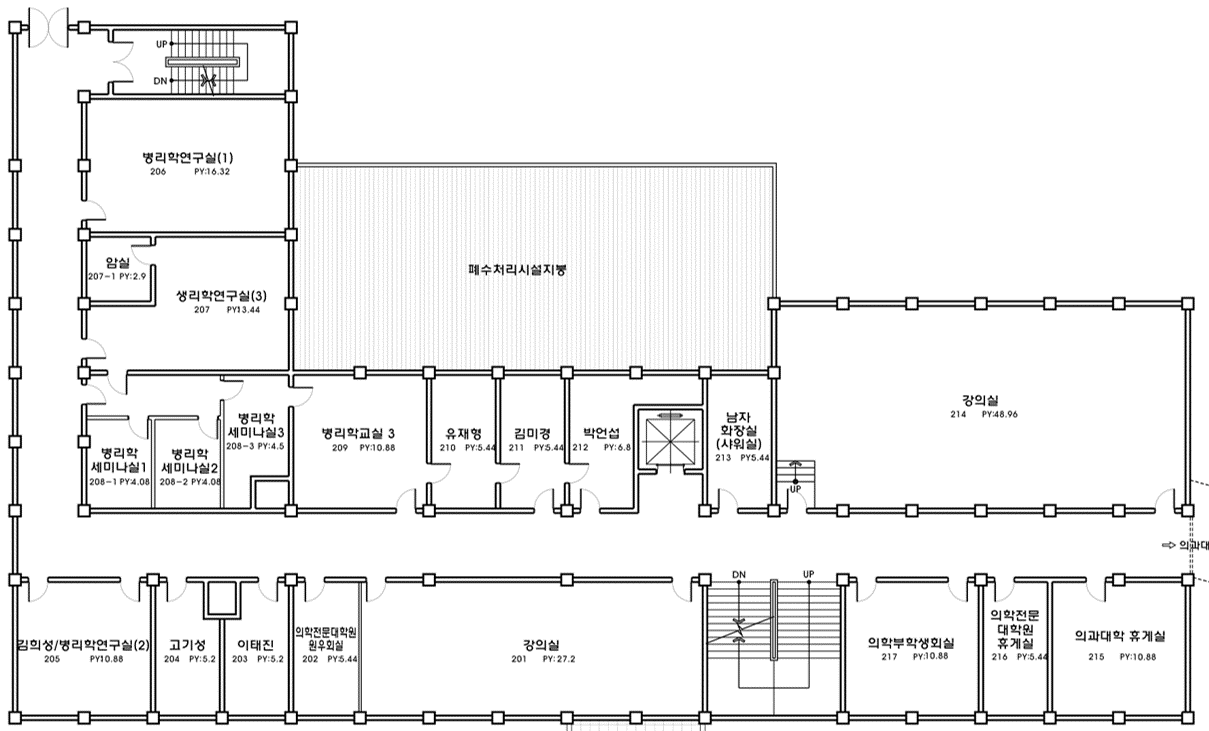 UP
DN
병리학연구실(1)
206 PY:16.32
암실
207-1 PY:2.9
생리학연구실(3)
207 PY13.44
폐수처리시설지붕
병리학
세미나실1
208-1 PY:4.08
병리학
세미나실2
208-2 PY:4.08
병리학
세미나실3
208-3 PY:4.5
병리학교실 3
209 PY:10.88
유재형
210 PY:5.44
김미경
211 PY:5.44
박언섭
212 PY:6.8
남자
화장실
(샤워실)
213 PY5.44
강의실
214 PY:48.96
UP
⇨ 의과대
김희성/병리학연구실(2)
205 PY10.88
고기성
204 PY:5.2
이태진
203 PY:5.2
의학전문대학원
원우회실
202 PY:5.44
강의실
201 PY:27.2
DN UP
의학부학생회실
217 PY:10.88
의학전문
대학원
휴게실
216 PY:5.44
의과대학 휴게실
215 PY:10.88